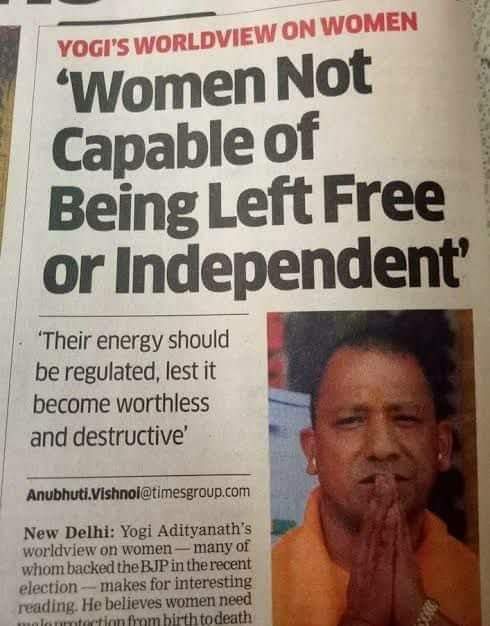 YOGI'S WORLDVIEW ON WOMEN
'Women Not
Capable of
Being Left Free
or Independent'
'Their energy should
be regulated, lest it
become worthless
and destructive'
Anubhuti.Vishnoi@timesgroup.com
New Delhi: Yogi Adityanath's
worldview on women — many of
whom backed the BJP in the recent
election — makes for interesting
reading. He believes women need
male protection from birth to death